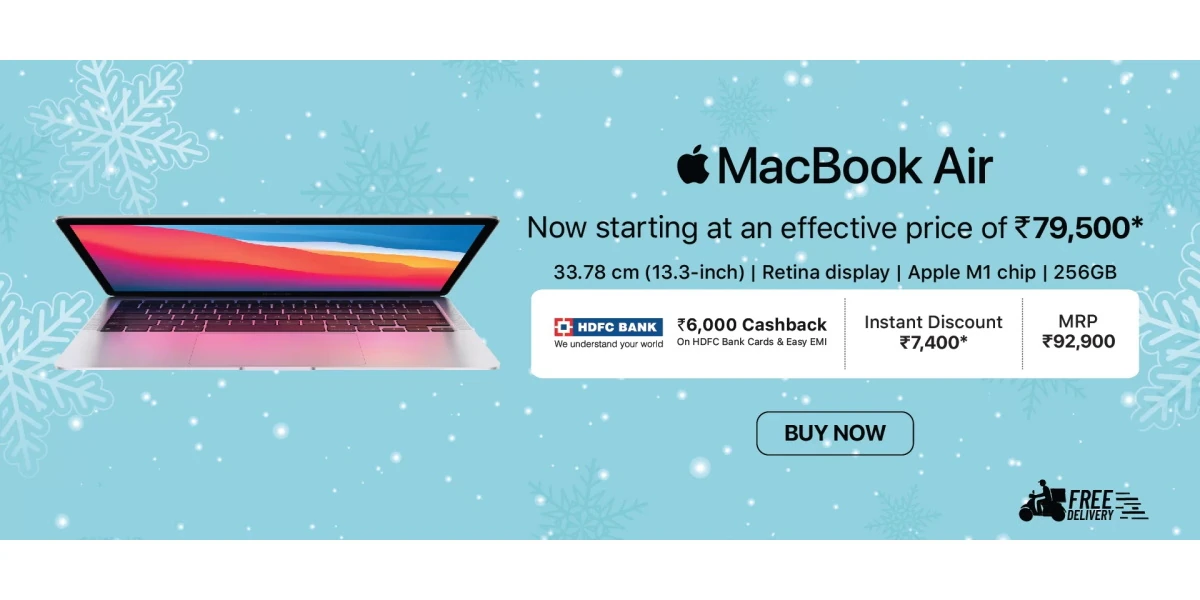 MacBook Air
Now starting at an effective price of ₹79,500*
33.78 cm (13.3-inch) | Retina display | Apple M1 chip | 256GB
HDFC BANK
We understand your world
₹6,000 Cashback
On HDFC Bank Cards & Easy EMI
Instant Discount
₹7,400*
MRP
₹92,900
BUY NOW
FREE
DELIVERY